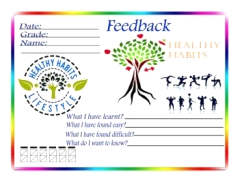 Date:
Feedback
Grade:
Name:
HEALTHY
HABITS
HEALTHY HABITS
LIFESTYLE
What I have learnt?
What I have found easy?
What I have found difficult?
What do I want to know?